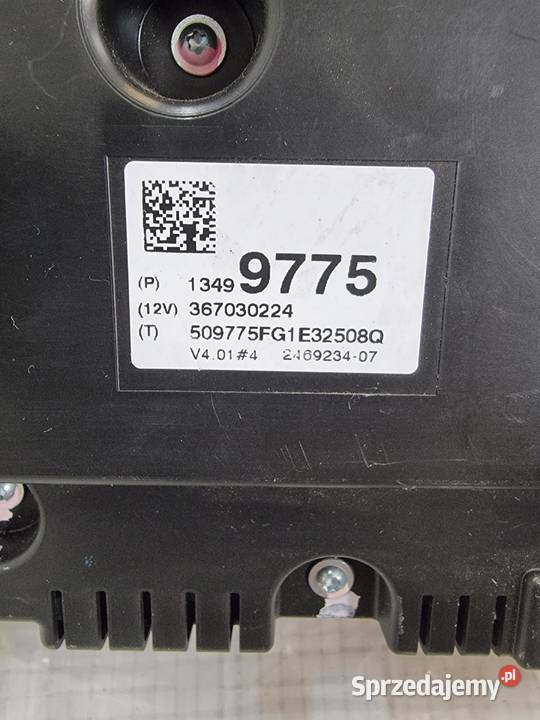 (P) 1349 9775
(12V) 367030224
(T) 509775FG1E32508Q
V4.01#4 2469234-07
Sprzedajemy.pl